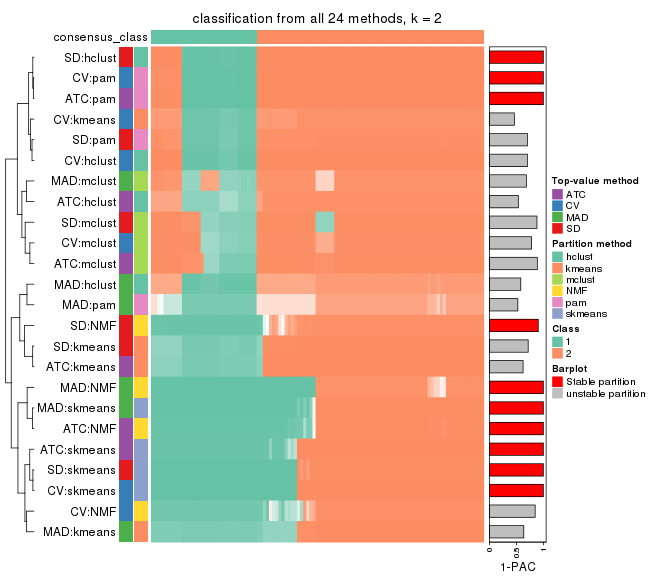 classification from all 24 methods, k = 2
consensus_class
SD:hclust
CV:pam
ATC:pam
CV:kmeans
SD:pam
CV:hclust
MAD:mclust
ATC:hclust
SD:mclust
CV:mclust
ATC:mclust
MAD:hclust
MAD:pam
SD:NMF
SD:kmeans
ATC:kmeans
MAD:NMF
MAD:skmeans
ATC:NMF
ATC:skmeans
SD:skmeans
CV:skmeans
CV:NMF
MAD:kmeans
0
0.5
1
1-PAC
Top-value method
ATC
CV
MAD
SD
Partition method
hclust
kmeans
mclust
NMF
pam
skmeans
Class
1
2
Barplot
Stable partition
unstable partition